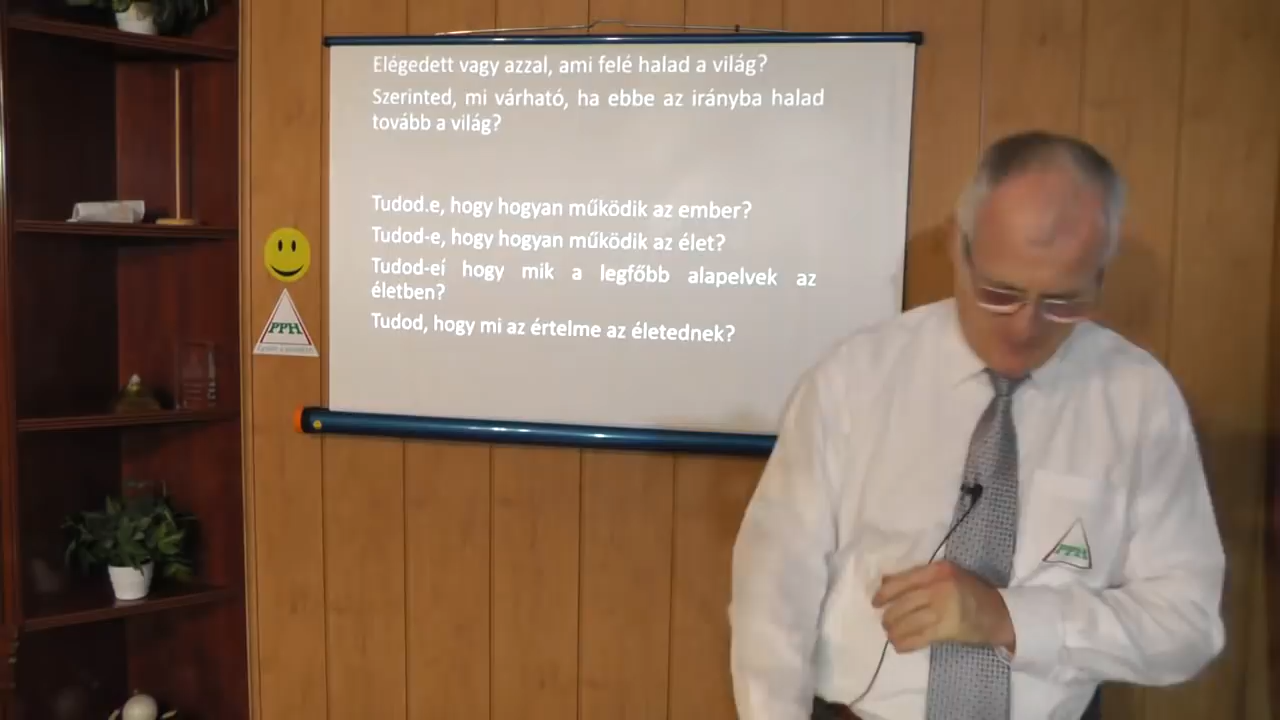 Elégedett vagy azzal, ami felé halad a világ?
Szerinted, mi várható, ha ebbe az irányba halad
tovább a világ?
Tudod.e, hogy hogyan működik az ember?
Tudod-e, hogy hogyan működik az élet?
Tudod-eí hogy mik a legfőbb alapelvek az
életben?
Tudod, hogy mi az értelme az életednek?
PPH
PPH